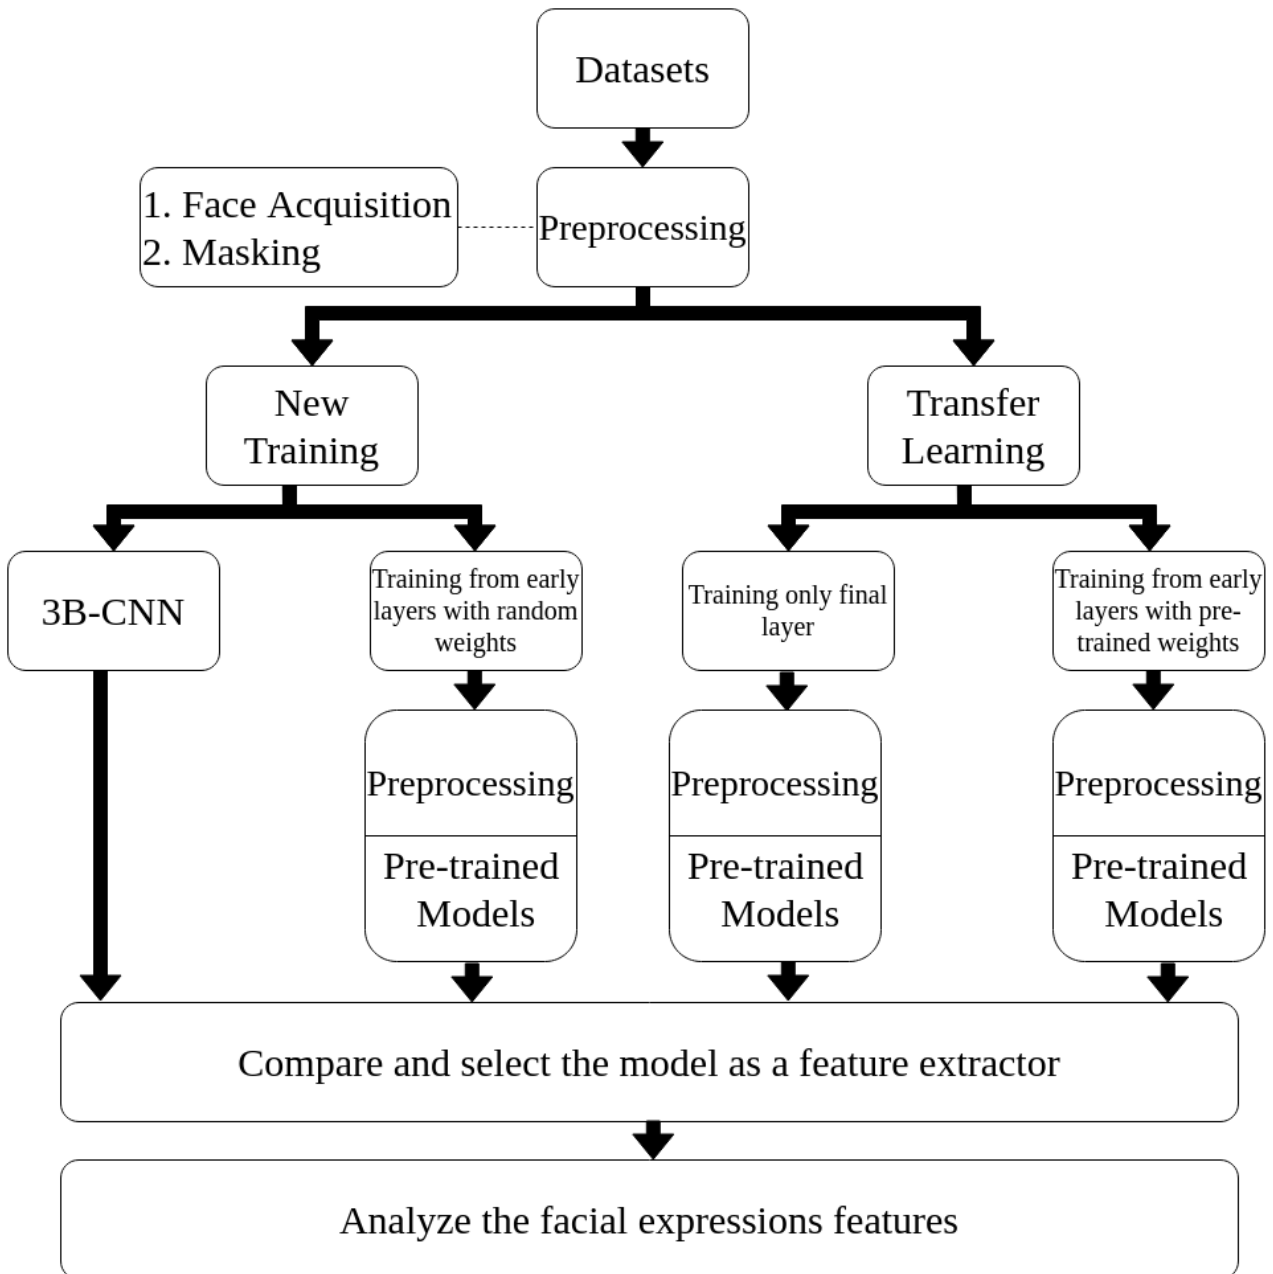 Datasets
1. Face Acquisition
2. Masking
Preprocessing
New
Training
Transfer
Learning
3B-CNN
Training from early
layers with random
weights
Training only final
layer
Training from early
layers with pre-
trained weights
Preprocessing
Pre-trained
Models
Preprocessing
Pre-trained
Models
Preprocessing
Pre-trained
Models
Compare and select the model as a feature extractor
Analyze the facial expressions features